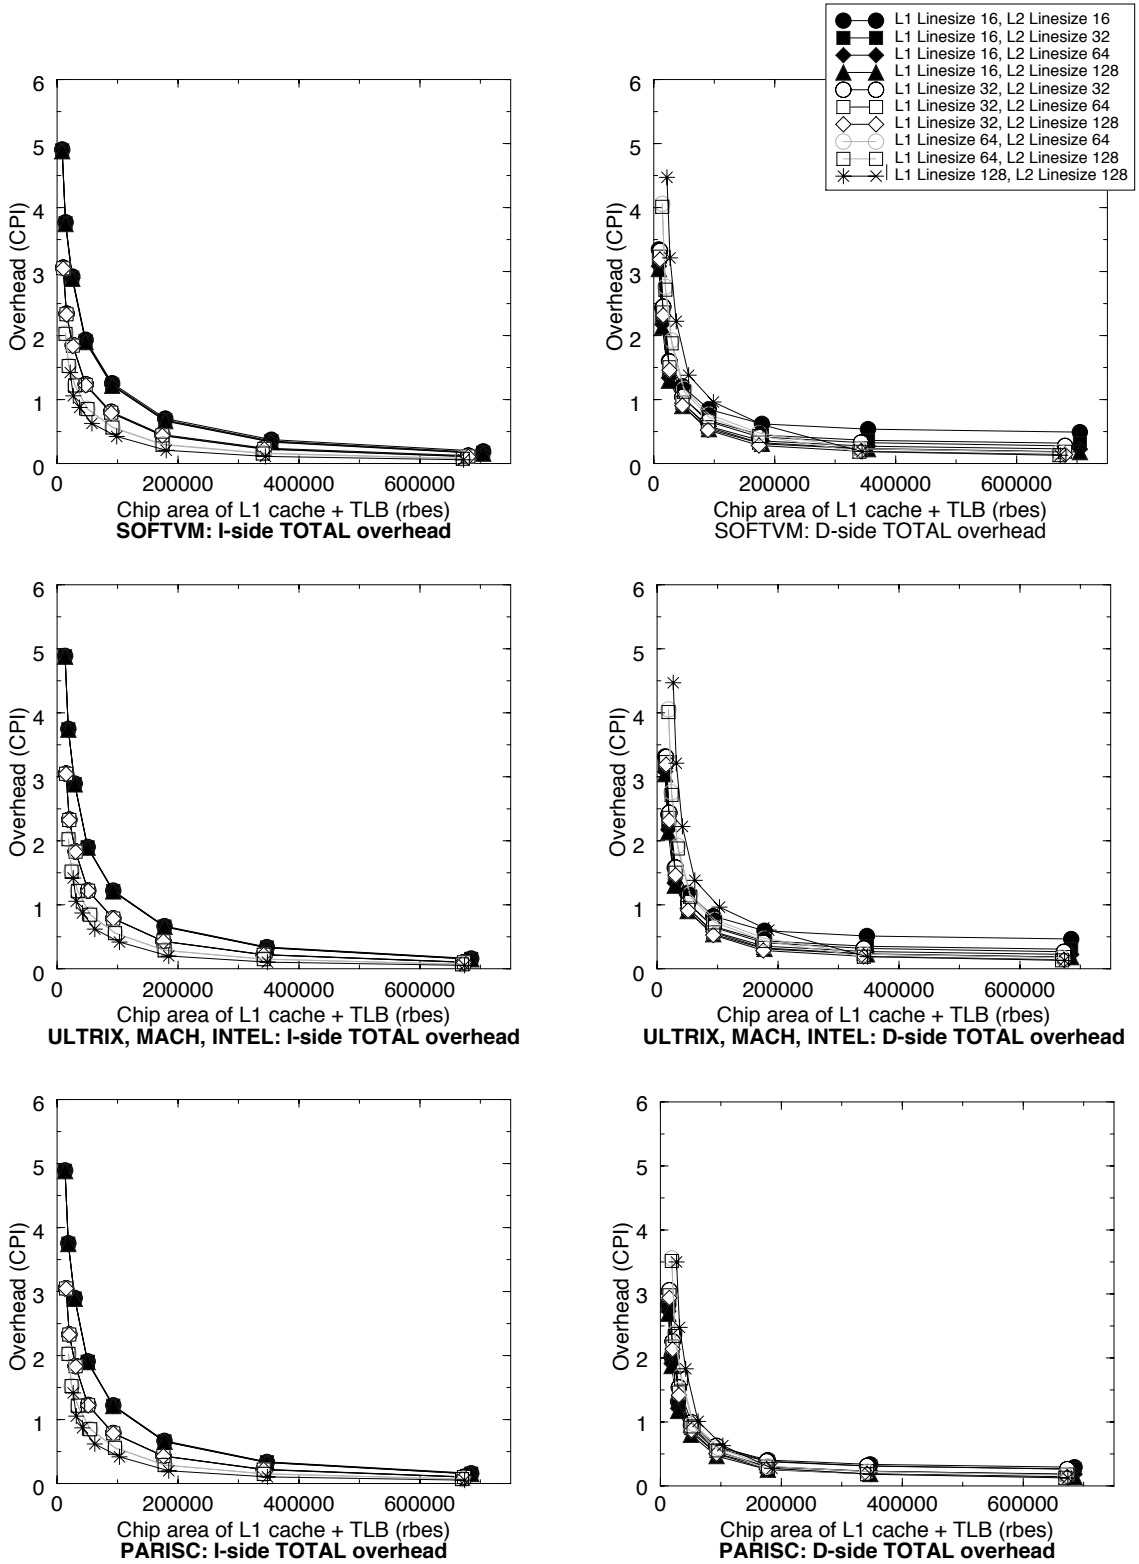 L1 Linesize 16, L2 Linesize 16
L1 Linesize 16, L2 Linesize 32
L1 Linesize 16, L2 Linesize 64
L1 Linesize 16, L2 Linesize 128
L1 Linesize 32, L2 Linesize 32
L1 Linesize 32, L2 Linesize 64
L1 Linesize 32, L2 Linesize 128
L1 Linesize 64, L2 Linesize 64
L1 Linesize 64, L2 Linesize 128
L1 Linesize 128, L2 Linesize 128
6
5
4
3
2
1
0
Overhead (CPI)
0 200000 400000 600000
Chip area of L1 cache + TLB (rbes)
SOFTVM: I-side TOTAL overhead
6
5
4
3
2
1
0
Overhead (CPI)
0 200000 400000 600000
Chip area of L1 cache + TLB (rbes)
SOFTVM: D-side TOTAL overhead
6
5
4
3
2
1
0
Overhead (CPI)
0 200000 400000 600000
Chip area of L1 cache + TLB (rbes)
ULTRIX, MACH, INTEL: I-side TOTAL overhead
6
5
4
3
2
1
0
Overhead (CPI)
0 200000 400000 600000
Chip area of L1 cache + TLB (rbes)
ULTRIX, MACH, INTEL: D-side TOTAL overhead
6
5
4
3
2
1
0
Overhead (CPI)
0 200000 400000 600000
Chip area of L1 cache + TLB (rbes)
PARISC: I-side TOTAL overhead
6
5
4
3
2
1
0
Overhead (CPI)
0 200000 400000 600000
Chip area of L1 cache + TLB (rbes)
PARISC: D-side TOTAL overhead